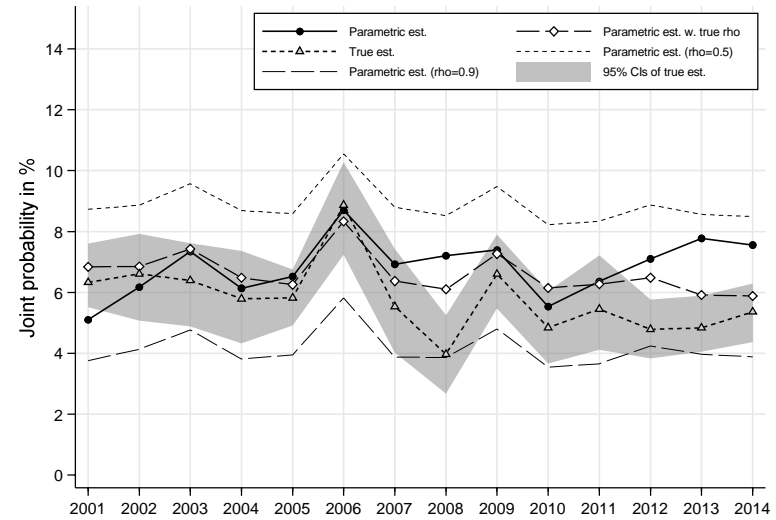 Parametric est.
True est.
Parametric est. (rho=0.9)
Parametric est. w. true rho
Parametric est. (rho=0.5)
95% CIs of true est.
Joint probability in %
14
12
10
8
6
4
2
0
2001 2002 2003 2004 2005 2006 2007 2008 2009 2010 2011 2012 2013 2014